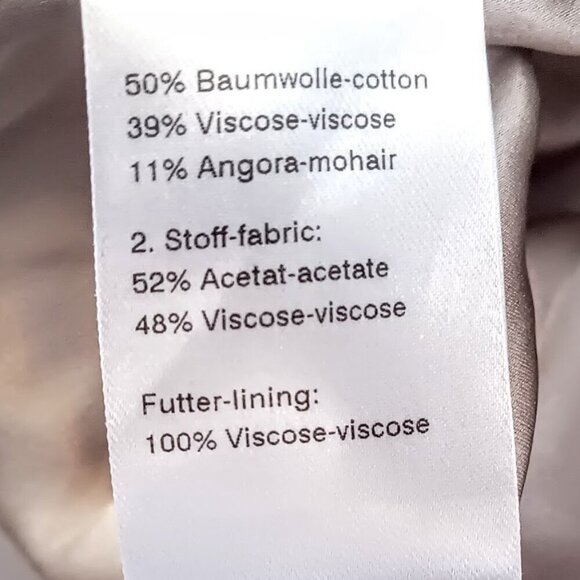 50% Baumwolle-cotton
39% Viscose-viscose
11% Angora-mohair
2. Stoff-fabric:
52% Acetat-acetate
48% Viscose-viscose
Futter-lining:
100% Viscose-viscose